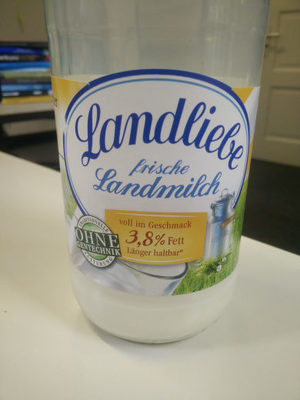 Landliebe
frische
Landmilch
voll im Geschmack
3,8% Fett
Länger haltbar*
OHNE
GENTECHNIK